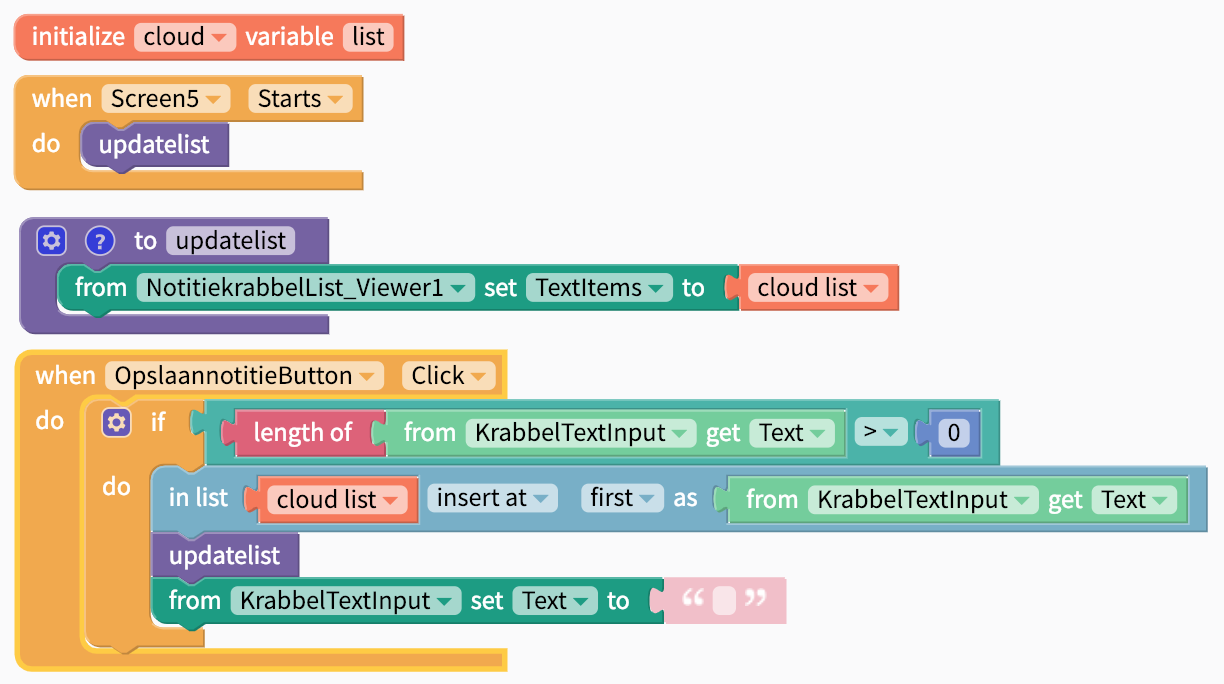 initialize cloud variable list
when Screen5 Starts
do updatelist
? to updatelist
from NotitiekrabbelList_Viewer1 set TextItems to cloud list
when OpslaannotitieButton Click
do if length of from KrabbelTextInput get Text > 0
do in list cloud list insert at first as from KrabbelTextInput get Text
updatelist
from KrabbelTextInput set Text to “ ”